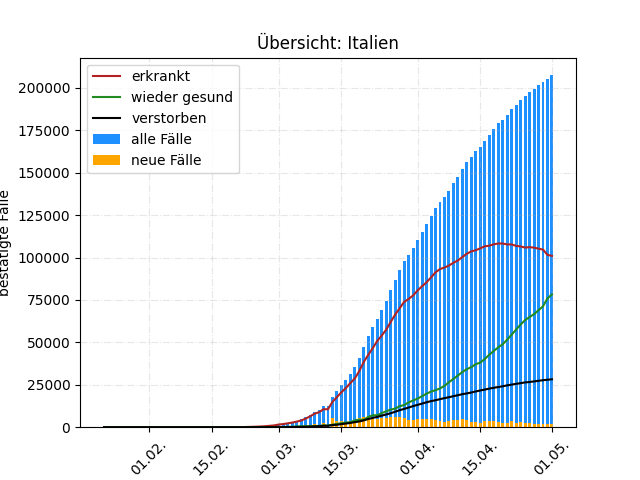 Übersicht: Italien
erkrankt
wieder gesund
verstorben
alle Fälle
neue Fälle
bestätigte Fälle
200000
175000
150000
125000
100000
75000
50000
25000
0
01.02.
15.02.
01.03.
15.03.
01.04.
15.04.
01.05.